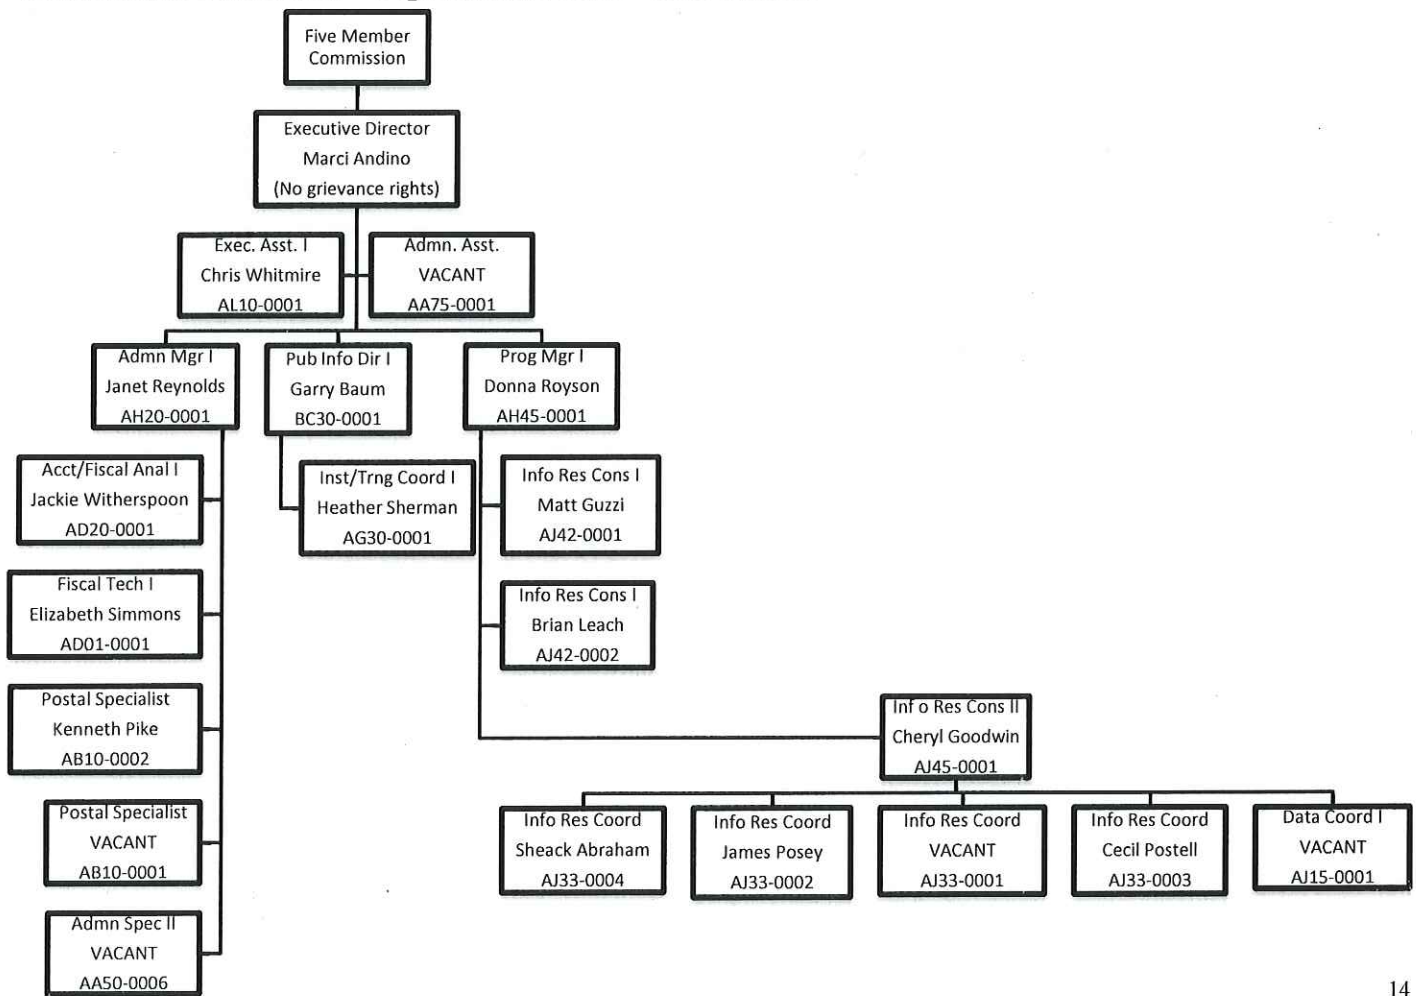 Five Member
Commission
Executive Director
Marci Andino
(No grievance rights)
Exec. Asst. I
Chris Whitmire
AL10-0001
Admn. Asst.
VACANT
AA75-0001
Admn Mgr I
Janet Reynolds
AH20-0001
Pub Info Dir I
Garry Baum
BC30-0001
Prog Mgr I
Donna Royson
AH45-0001
Acct/Fiscal Anal I
Jackie Witherspoon
AD20-0001
Inst/Trng Coord I
Heather Sherman
AG30-0001
Info Res Cons I
Matt Guzzi
AJ42-0001
Fiscal Tech I
Elizabeth Simmons
AD01-0001
Info Res Cons I
Brian Leach
AJ42-0002
Postal Specialist
Kenneth Pike
AB10-0002
Inf o Res Cons II
Cheryl Goodwin
AJ45-0001
Postal Specialist
VACANT
AB10-0001
Info Res Coord
Sheack Abraham
AJ33-0004
Info Res Coord
James Posey
AJ33-0002
Info Res Coord
VACANT
AJ33-0001
Info Res Coord
Cecil Postell
AJ33-0003
Data Coord I
VACANT
AJ15-0001
Admn Spec II
VACANT
AA50-0006
14